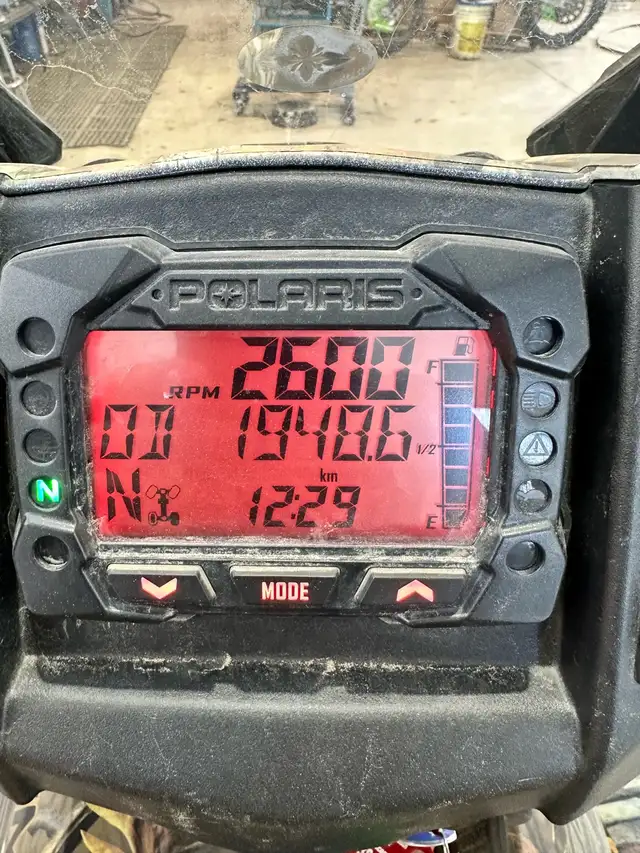 POLARIS
F
2600
RPM
OD
1948.6
1/2
km
N
N
12:29
E
MODE